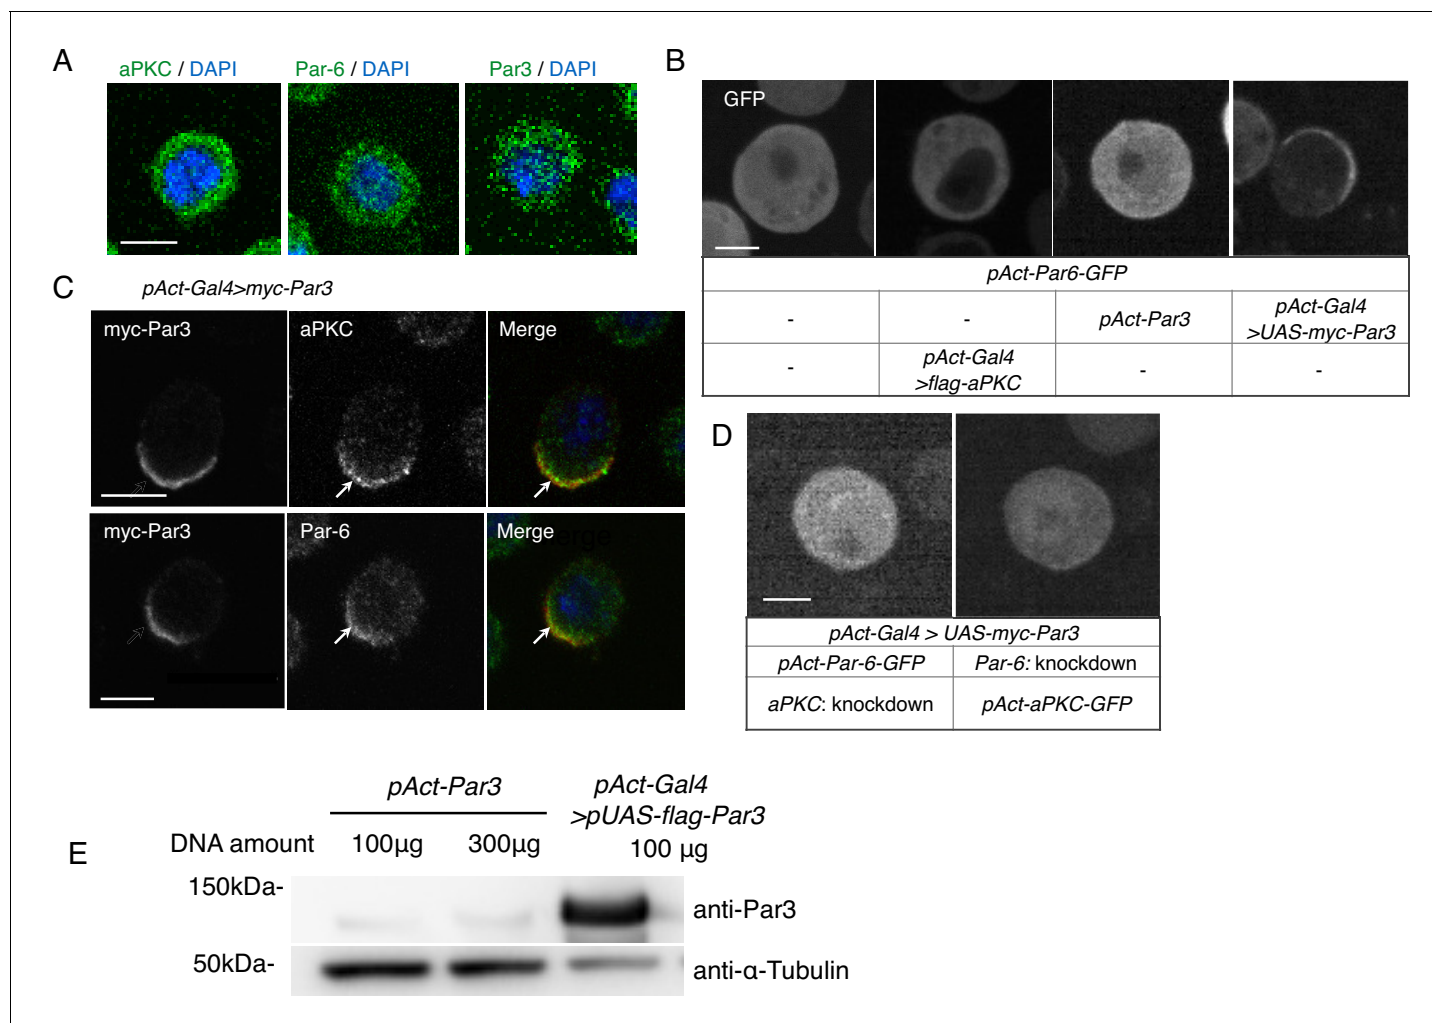 A
aPKC / DAPI
Par-6 / DAPI
Par3 / DAPI
B
GFP
pAct-Par6-GFP
- - pAct-Par3 pAct-Gal4
>UAS-myc-Par3
- pAct-Gal4
>flag-aPKC - -
C
pAct-Gal4>myc-Par3
myc-Par3
aPKC
Merge
myc-Par3
Par-6
Merge
D
pAct-Gal4 > UAS-myc-Par3
pAct-Par-6-GFP Par-6: knockdown
aPKC: knockdown pAct-aPKC-GFP
E
pAct-Par3
pAct-Gal4
>pUAS-flag-Par3
DNA amount 100µg 300µg 100 µg
150kDa-
anti-Par3
50kDa-
anti-α-Tubulin